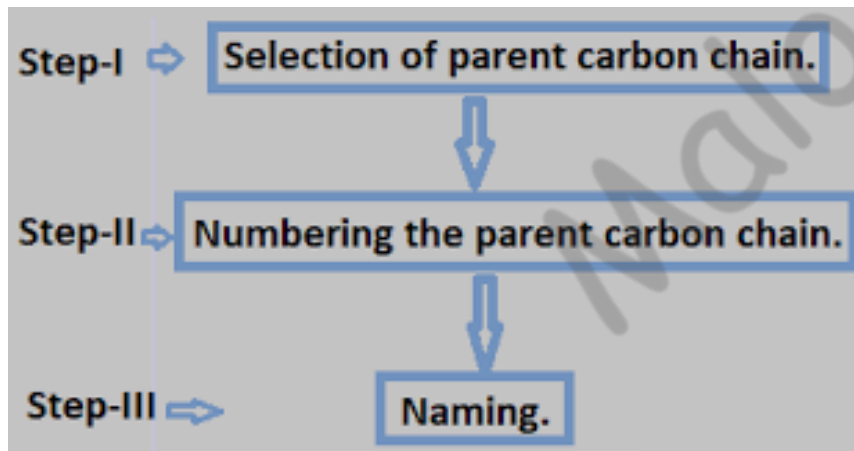 Step-I Selection of parent carbon chain.
Step-II Numbering the parent carbon chain.
Step-III Naming.